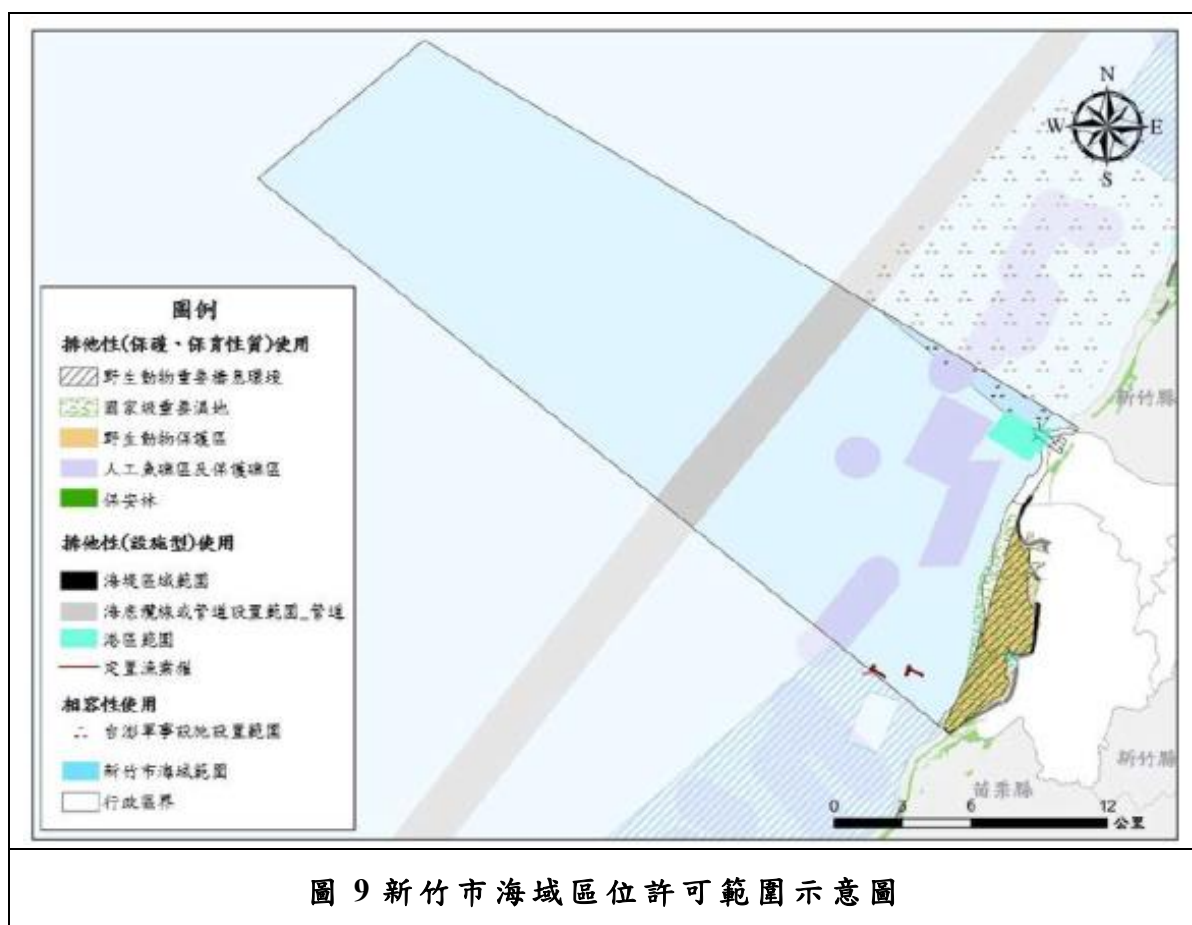 N
W
E
S
新竹縣
圖例
排他性(保護、保育性質)使用
野生動物重要棲息環境
國家級重要濕地
野生動物保護區
人工魚礁區及保護礁區
保安林
排他性(設施型)使用
海堤區域範圍
海底纜線或管道設置範圍_管道
港區範圍
定置漁業權
相容性使用
台澎軍事設施設置範圍
新竹市海域範圍
行政區界
新竹縣
苗栗縣
0 3 6 12
公里
圖 9 新竹市海域區位許可範圍示意圖